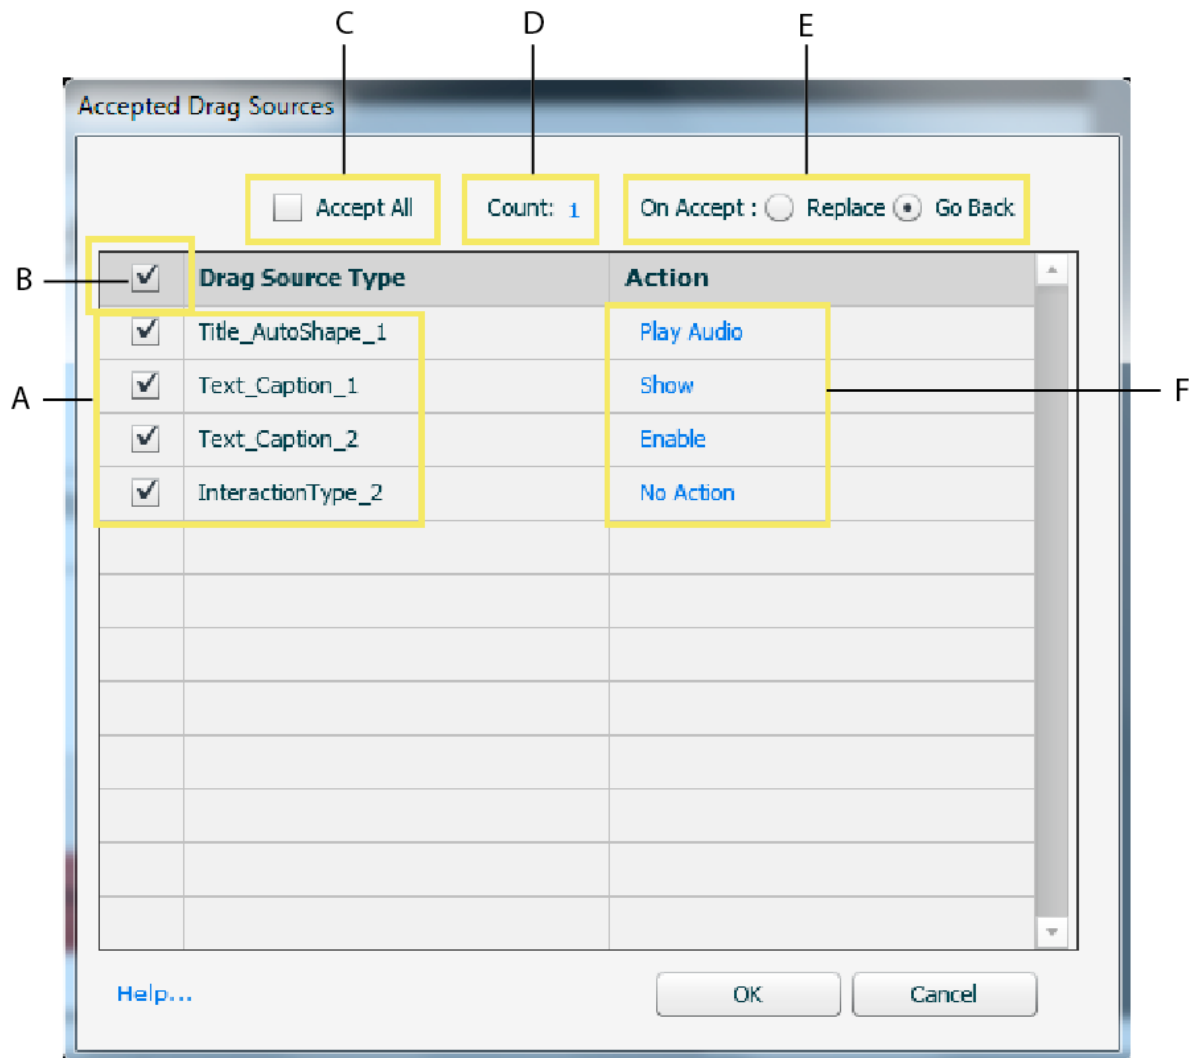 C D E
Accepted Drag Sources
Accept All Count: 1 On Accept : Replace Go Back
B Drag Source Type Action
Title_AutoShape_1 Play Audio
A Text_Caption_1 Show F
Text_Caption_2 Enable
InteractionType_2 No Action
Help... OK Cancel